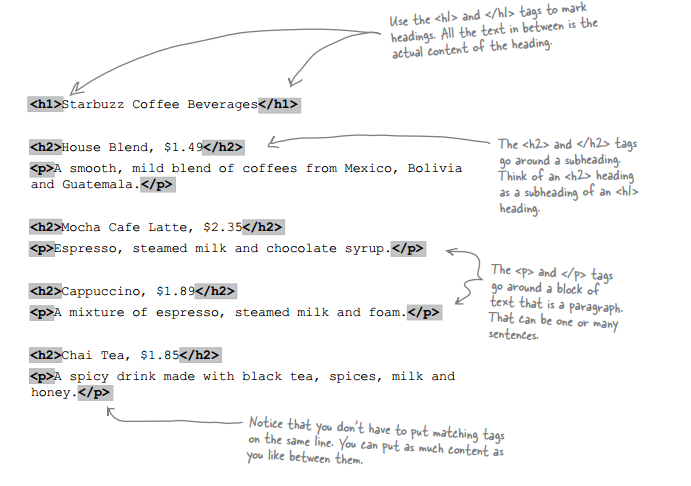 Use the <h1> and </h1> tags to mark
headings. All the text in between is the
actual content of the heading.
<h1>Starbuzz Coffee Beverages</h1>
<h2>House Blend, $1.49</h2>
<p>A smooth, mild blend of coffees from Mexico, Bolivia
and Guatemala.</p>
The <h2> and </h2> tags
go around a subheading.
Think of an <h2> heading
as a subheading of an <h1>
heading.
<h2>Mocha Cafe Latte, $2.35</h2>
<p>Espresso, steamed milk and chocolate syrup.</p>
<h2>Cappuccino, $1.89</h2>
<p>A mixture of espresso, steamed milk and foam.</p>
The <p> and </p> tags
go around a block of
text that is a paragraph.
That can be one or many
sentences.
<h2>Chai Tea, $1.85</h2>
<p>A spicy drink made with black tea, spices, milk and
honey.</p>
Notice that you don't have to put matching tags
on the same line. You can put as much content as
you like between them.